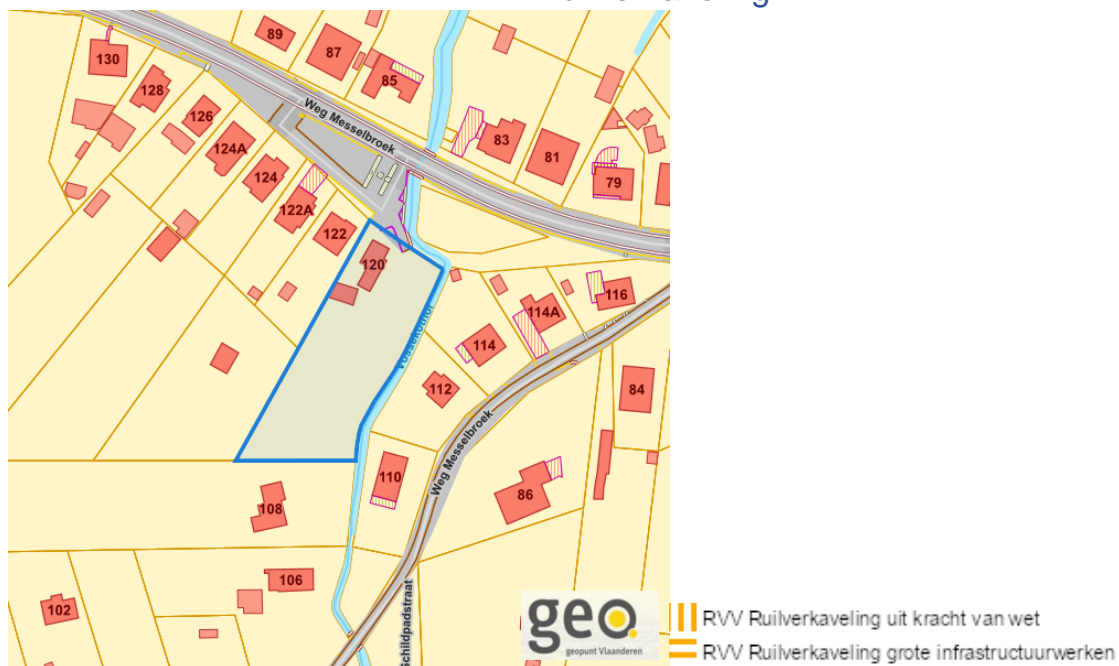 89
87
85
130
128
126
124A
124
122A
122
120
Weg Messelbroek
83
81
79
116
114A
114
112
110
84
86
Weg Messelbroek
108
106
102
Schildpadstraat
geo
geopunt Vlaanderen
RVV Ruilverkaveling uit kracht van wet
RVV Ruilverkaveling grote infrastructuurwerken